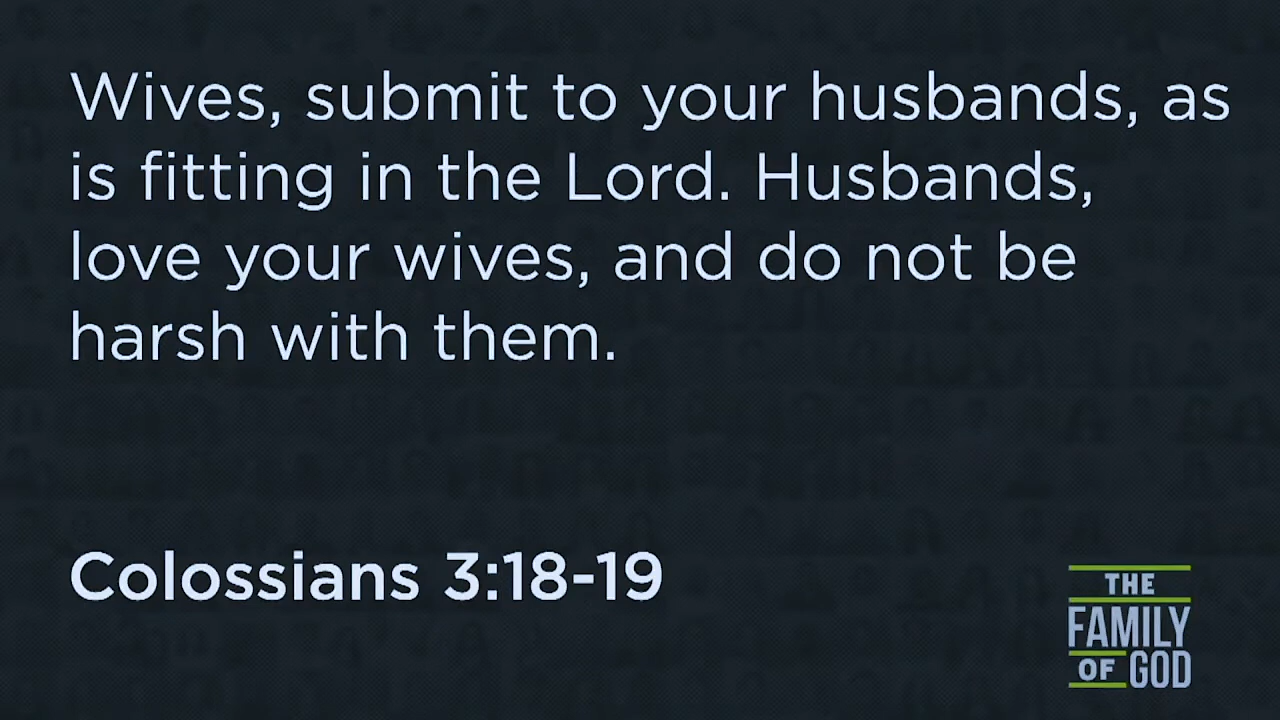 Wives, submit to your husbands, as
is fitting in the Lord. Husbands,
love your wives, and do not be
harsh with them.
Colossians 3:18-19
THE
FAMILY
OF GOD